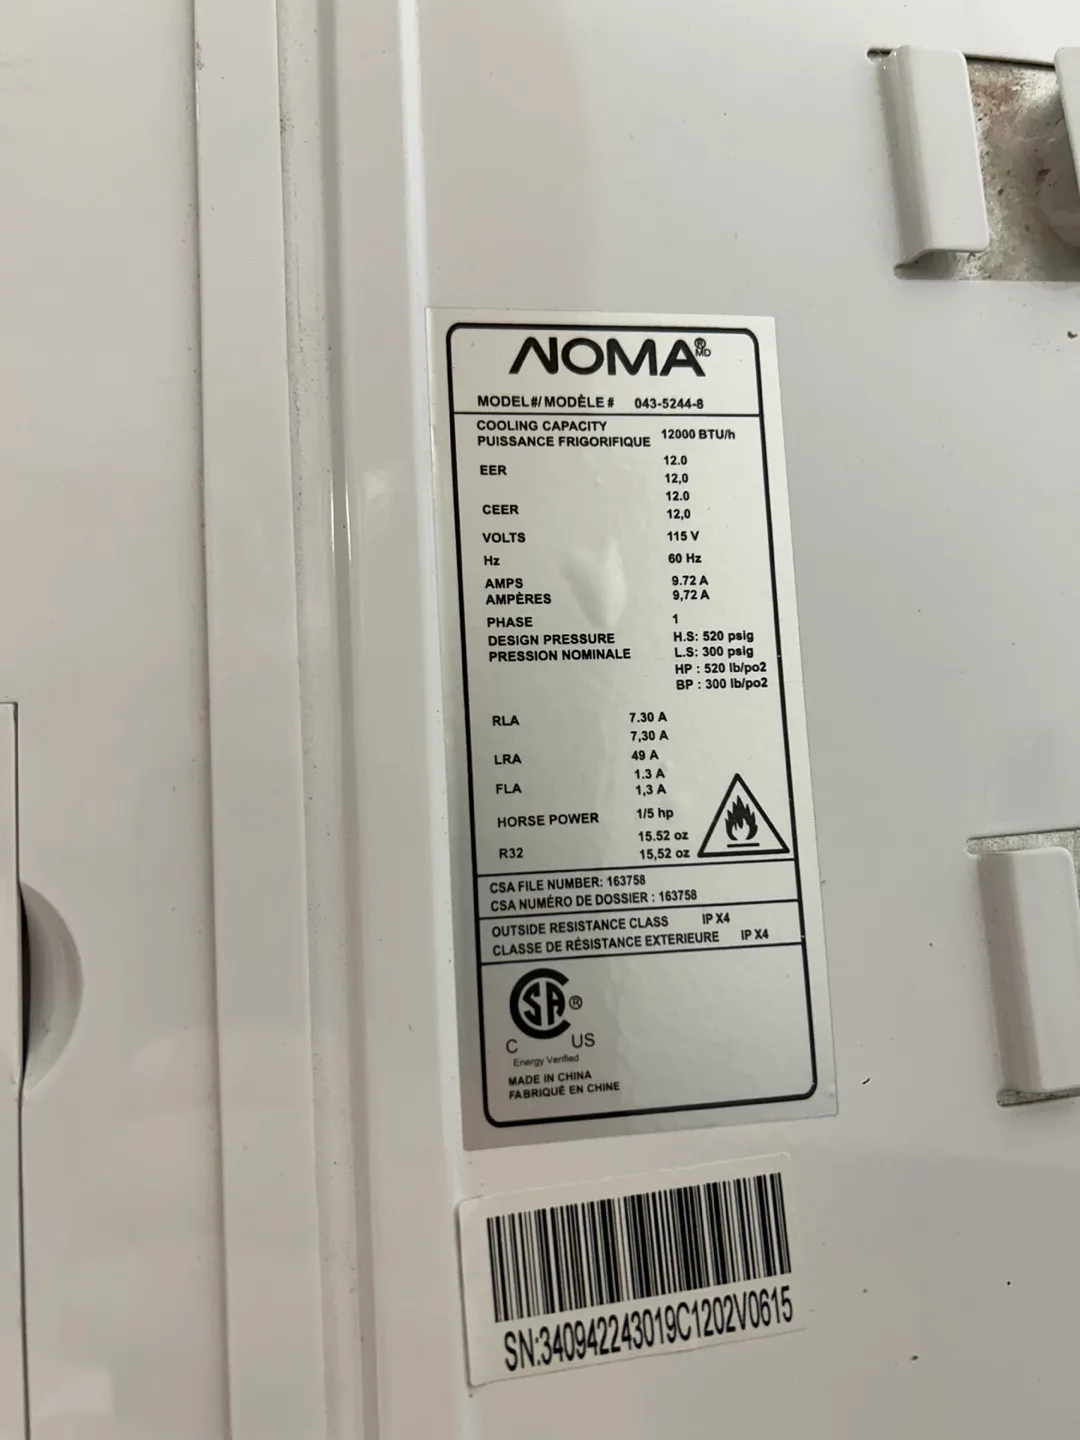 NOMA®MD
MODEL#/MODÈLE # 043-5244-8
COOLING CAPACITY
PUISSANCE FRIGORIFIQUE 12000 BTU/h
EER 12.0
12,0
CEER 12.0
12,0
VOLTS 115 V
Hz 60 Hz
AMPS 9.72 A
AMPÈRES 9,72 A
PHASE 1
DESIGN PRESSURE H.S: 520 psig
PRESSION NOMINALE L.S: 300 psig
HP : 520 lb/po2
BP : 300 lb/po2
RLA 7.30 A
7,30 A
LRA 49 A
FLA 1.3 A
1,3 A
HORSE POWER 1/5 hp
R32 15.52 oz
15,52 oz
CSA FILE NUMBER: 163758
CSA NUMÉRO DE DOSSIER : 163758
OUTSIDE RESISTANCE CLASS IP X4
CLASSE DE RÉSISTANCE EXTERIEURE IP X4
CSA®
C US
Energy Verified
MADE IN CHINA
FABRIQUÉ EN CHINE
SN:340942243019C1202V0615